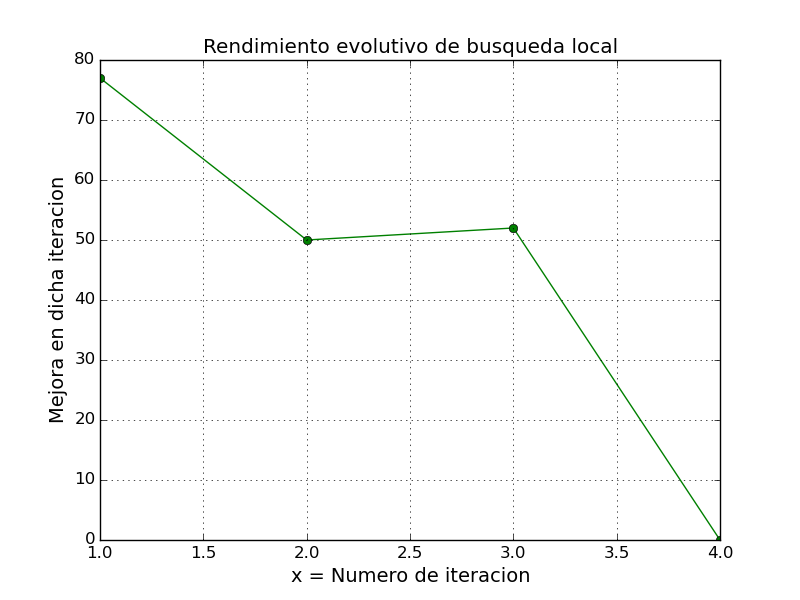 Rendimiento evolutivo de busqueda local
80
70
60
50
40
30
20
10
0
Mejora en dicha iteracion
1.0 1.5 2.0 2.5 3.0 3.5 4.0
x = Numero de iteracion